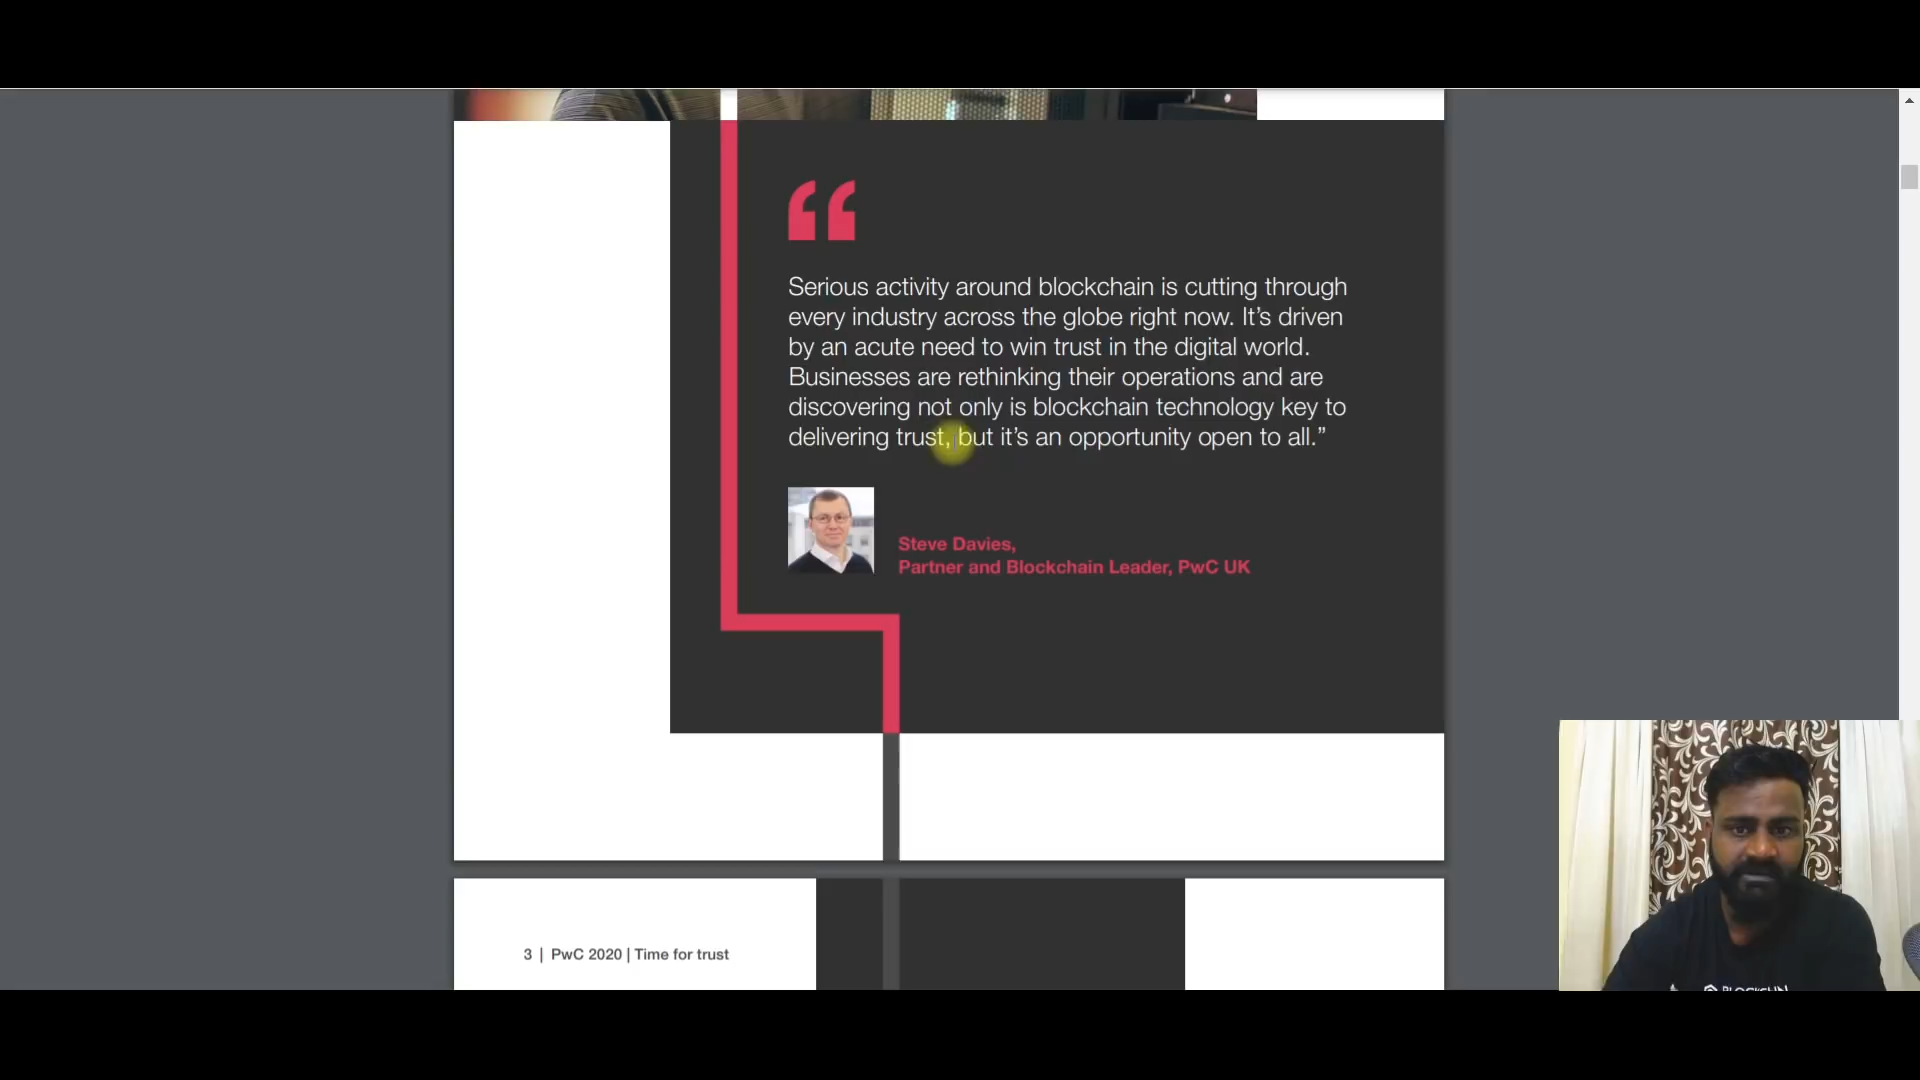 Serious activity around blockchain is cutting through
every industry across the globe right now. It’s driven
by an acute need to win trust in the digital world.
Businesses are rethinking their operations and are
discovering not only is blockchain technology key to
delivering trust, but it’s an opportunity open to all.”
Steve Davies,
Partner and Blockchain Leader, PwC UK
3 | PwC 2020 | Time for trust